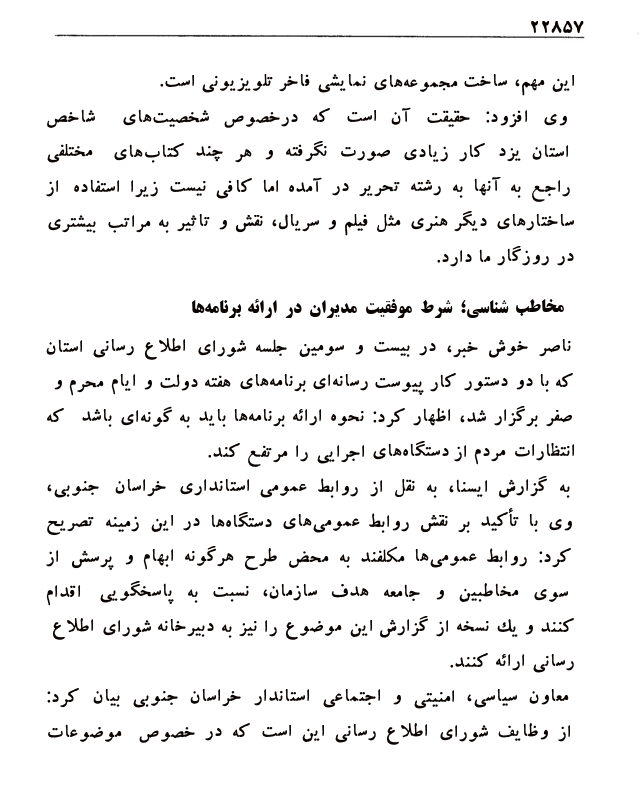 ۲۲۸۵۷
این مهم، ساخت مجموعه‌های نمایشی فاخر تلویزیونی است.
وی افزود: حقیقت آن است که درخصوص شخصیت‌های شاخص
استان یزد کار زیادی صورت نگرفته و هر چند کتاب‌های مختلفی
راجع به آنها به رشته تحریر در آمده اما کافی نیست زیرا استفاده از
ساختارهای دیگر هنری مثل فیلم و سریال، نقش و تاثیر به مراتب بیشتری
در روزگار ما دارد.
مخاطب شناسی؛ شرط موفقیت مدیران در ارائه برنامه‌ها
ناصر خوش خبر، در بیست و سومین جلسه شورای اطلاع رسانی استان
که با دو دستور کار پیوست رسانه‌ای برنامه‌های هفته دولت و ایام محرم و
صفر برگزار شد، اظهار کرد: نحوه ارائه برنامه‌ها باید به گونه‌ای باشد که
انتظارات مردم از دستگاه‌های اجرایی را مرتفع کند.
به گزارش ایسنا، به نقل از روابط عمومی استانداری خراسان جنوبی،
وی با تأکید بر نقش روابط عمومی‌های دستگاه‌ها در این زمینه تصریح
کرد: روابط عمومی‌ها مکلفند به محض طرح هرگونه ابهام و پرسش از
سوی مخاطبین و جامعه هدف سازمان، نسبت به پاسخگویی اقدام
کنند و یك نسخه از گزارش این موضوع را نیز به دبیرخانه شورای اطلاع
رسانی ارائه کنند.
معاون سیاسی، امنیتی و اجتماعی استاندار خراسان جنوبی بیان کرد:
از وظایف شورای اطلاع رسانی این است که در خصوص موضوعات